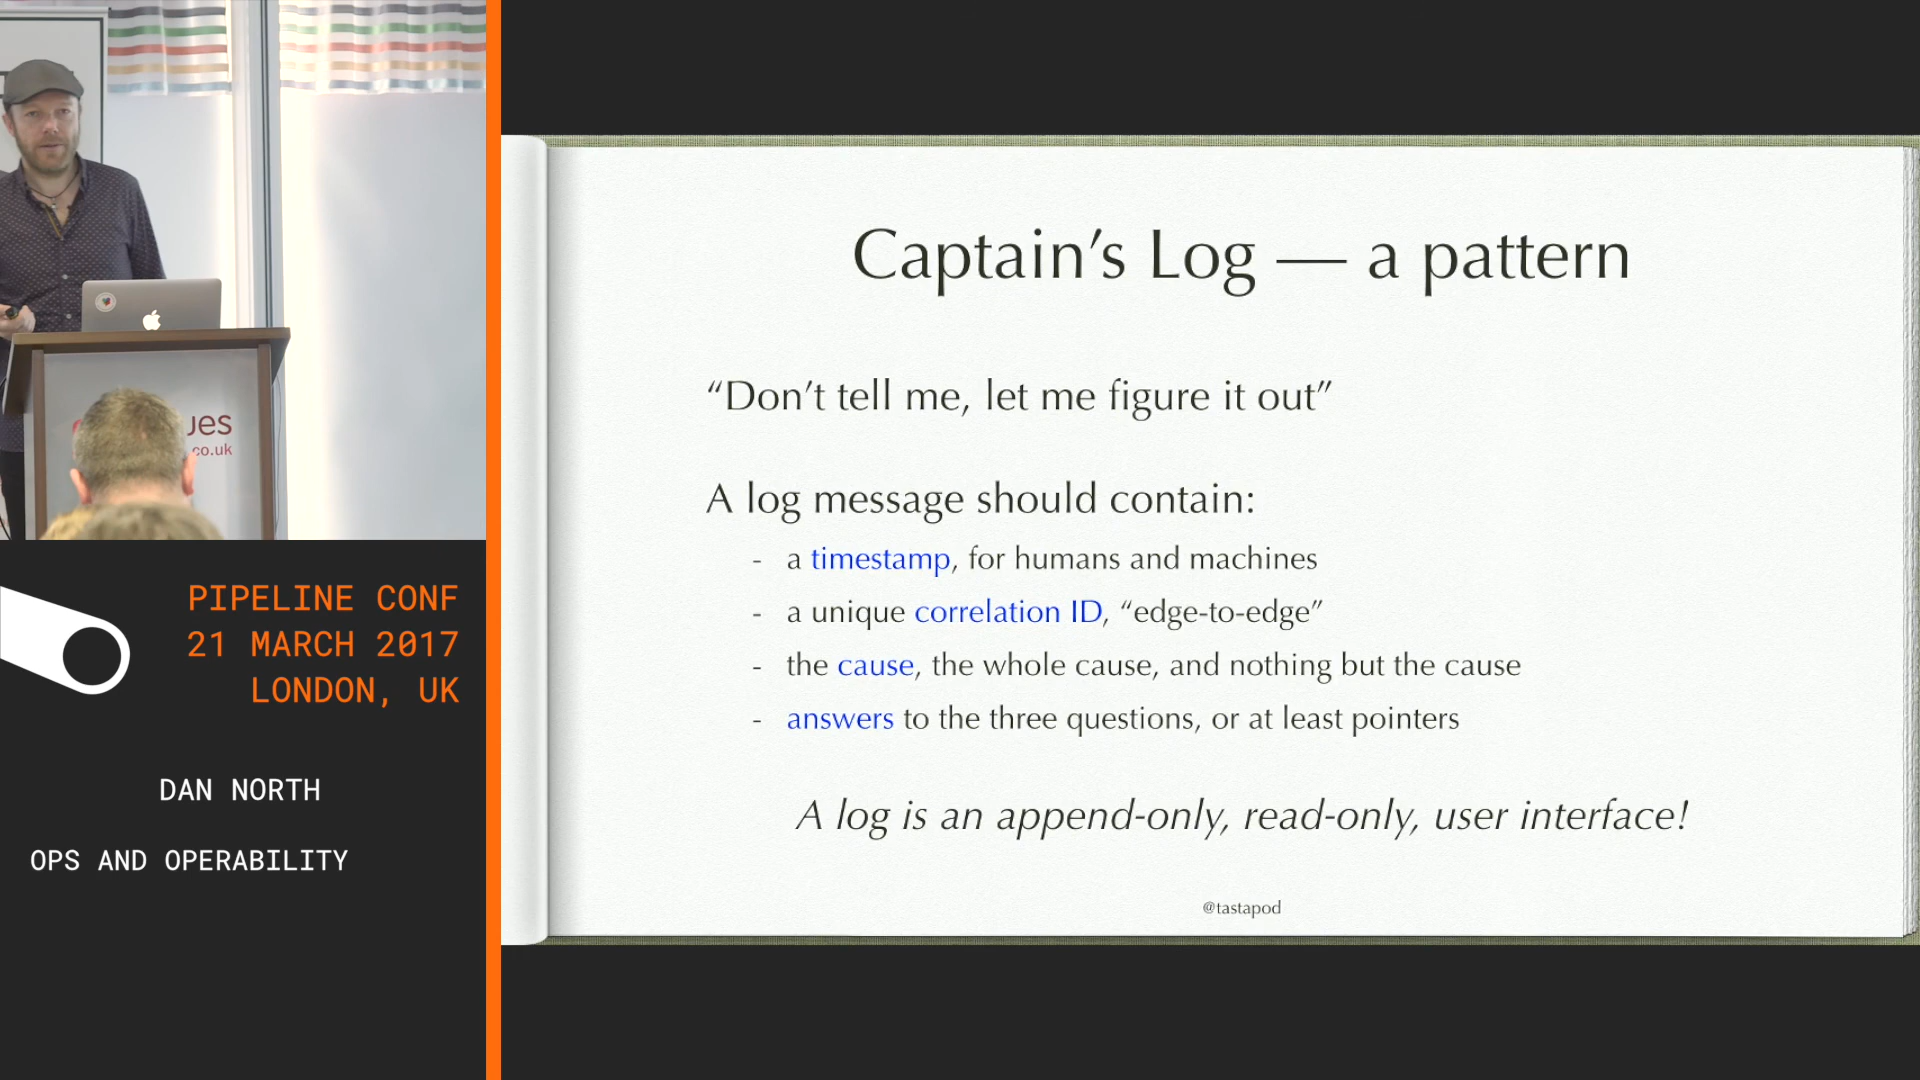 Captain’s Log — a pattern
“Don’t tell me, let me figure it out”
A log message should contain:
- a timestamp, for humans and machines
- a unique correlation ID, “edge-to-edge”
- the cause, the whole cause, and nothing but the cause
- answers to the three questions, or at least pointers
A log is an append-only, read-only, user interface!
@tastapod
ues
.co.uk
PIPELINE CONF
21 MARCH 2017
LONDON, UK
DAN NORTH
OPS AND OPERABILITY